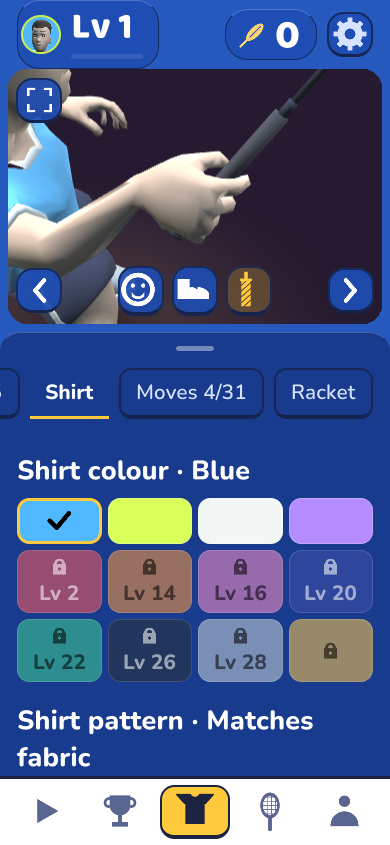 Lv 1
0
Shirt
Moves 4/31
Racket
Shirt colour · Blue
Lv 2
Lv 14
Lv 16
Lv 20
Lv 22
Lv 26
Lv 28
Shirt pattern · Matches
fabric